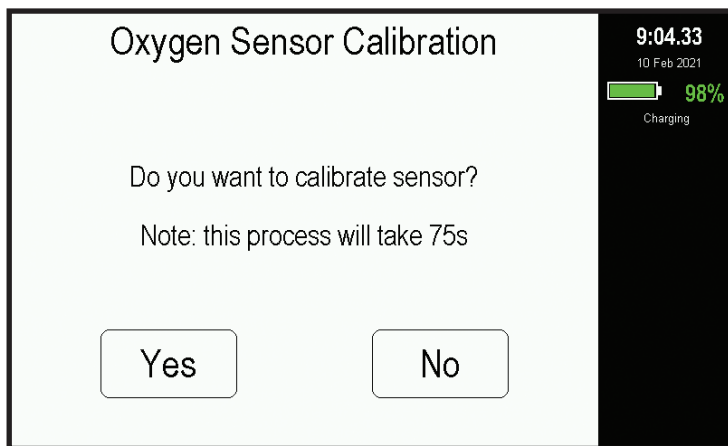 Oxygen Sensor Calibration
Do you want to calibrate sensor?
Note: this process will take 75s
Yes
No
9:04.33
10 Feb 2021
98%
Charging